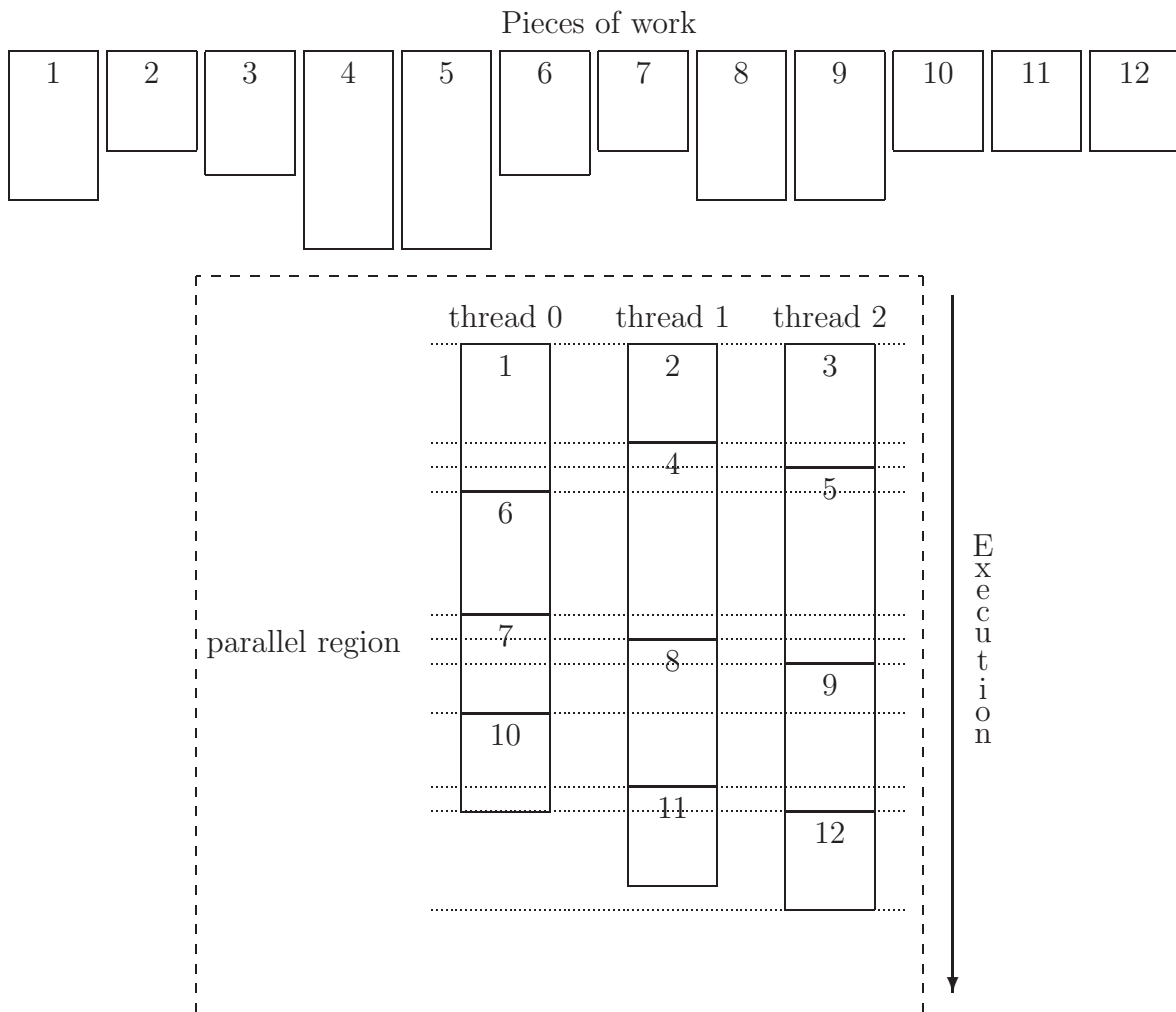 Pieces of work
1 2 3 4 5 6 7 8 9 10 11 12
thread 0 thread 1 thread 2
1 2 3
4
5
6
7
parallel region
8
9
10
11
12
Execution